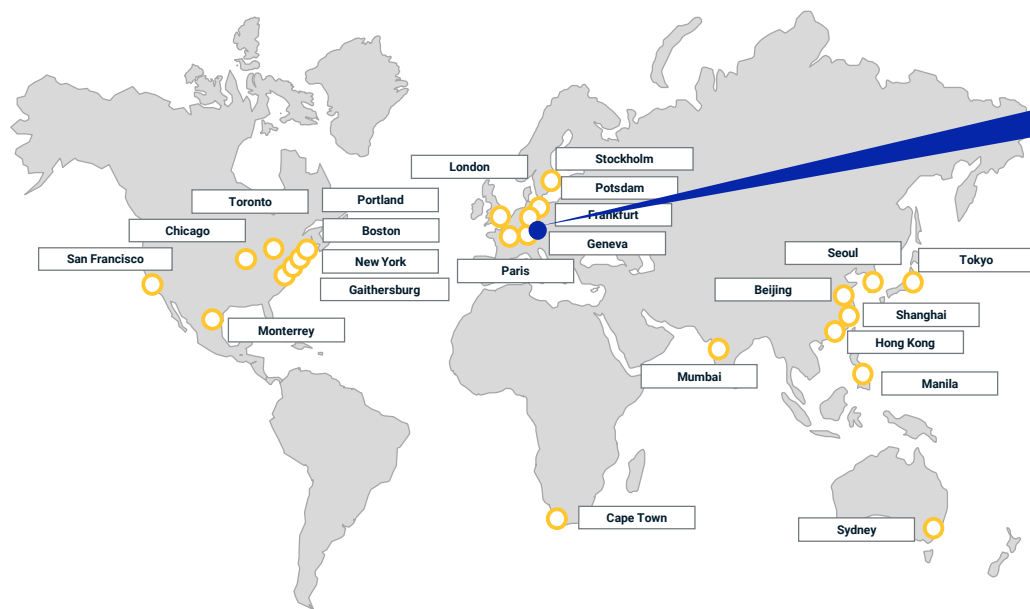 London
Stockholm
Potsdam
Toronto
Portland
Frankfurt
Chicago
Boston
Geneva
San Francisco
New York
Seoul
Tokyo
Paris
Gaithersburg
Beijing
Shanghai
Monterrey
Hong Kong
Mumbai
Manila
Cape Town
Sydney